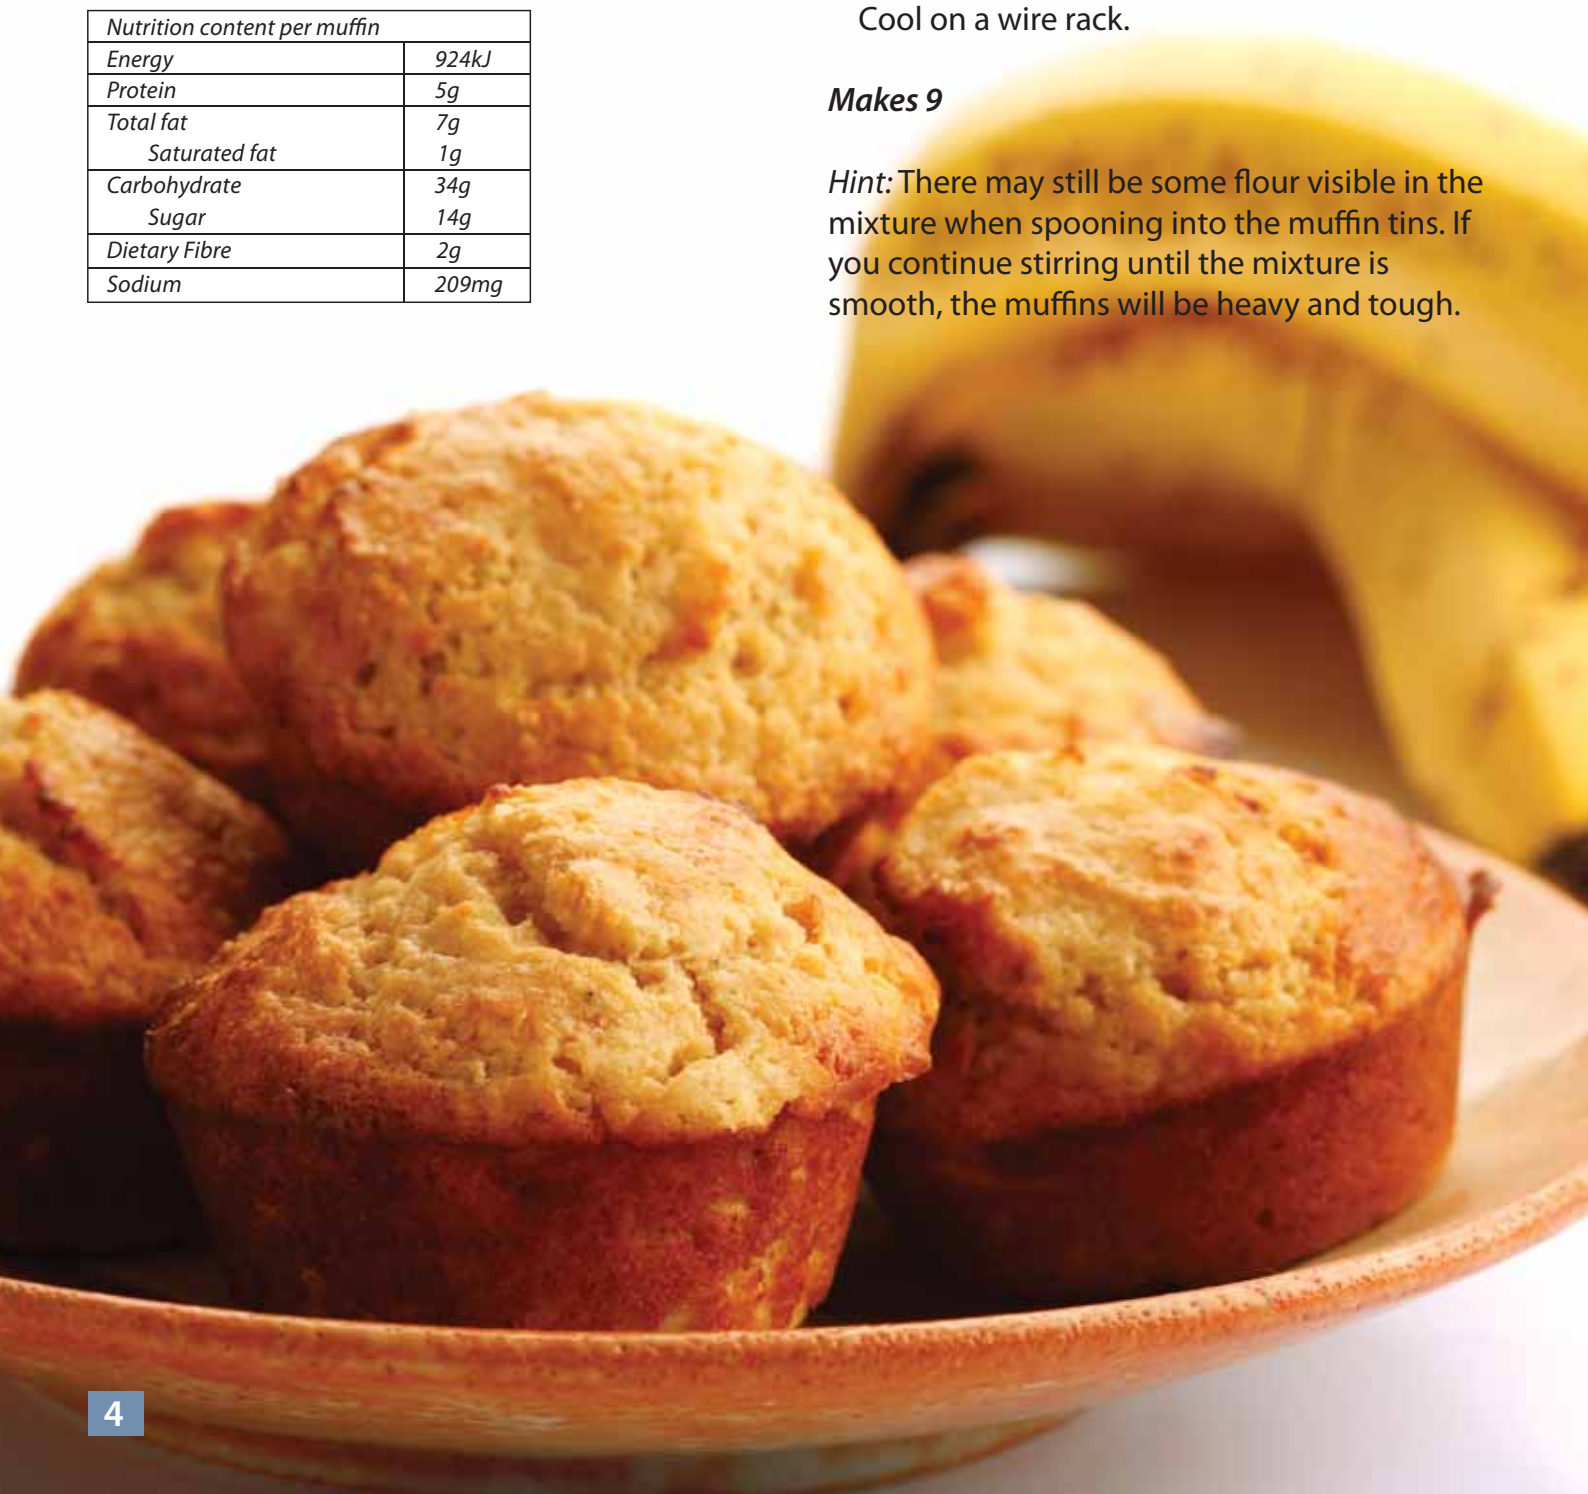 Nutrition content per muffin
Energy 924kJ
Protein 5g
Total fat 7g
Saturated fat 1g
Carbohydrate 34g
Sugar 14g
Dietary Fibre 2g
Sodium 209mg
Cool on a wire rack.
Makes 9
Hint: There may still be some flour visible in the
mixture when spooning into the muffin tins. If
you continue stirring until the mixture is
smooth, the muffins will be heavy and tough.
4